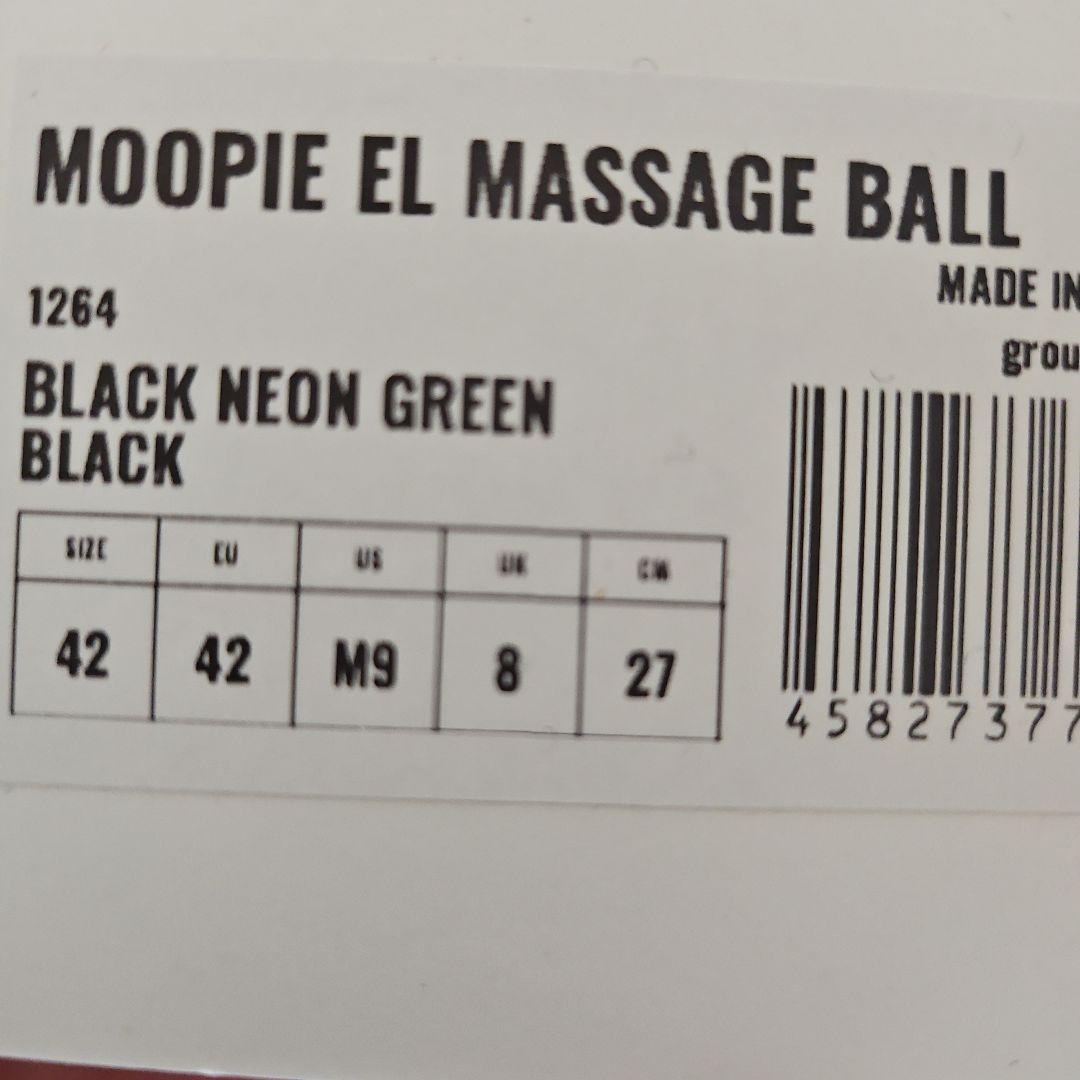 MOOPIE EL MASSAGE BALL
MADE IN
1264
grou
BLACK NEON GREEN
BLACK
SIZE EU US UK CM
42 42 M9 8 27
45827377